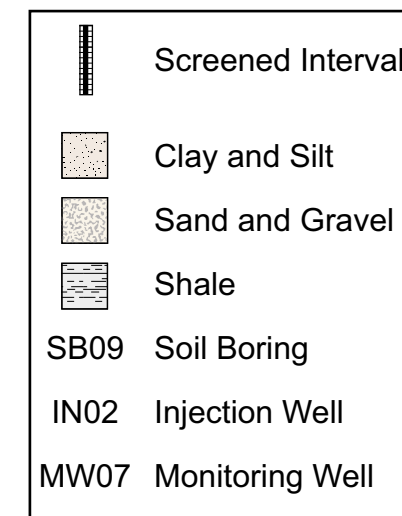 Screened Interval
Clay and Silt
Sand and Gravel
Shale
SB09 Soil Boring
IN02 Injection Well
MW07 Monitoring Well